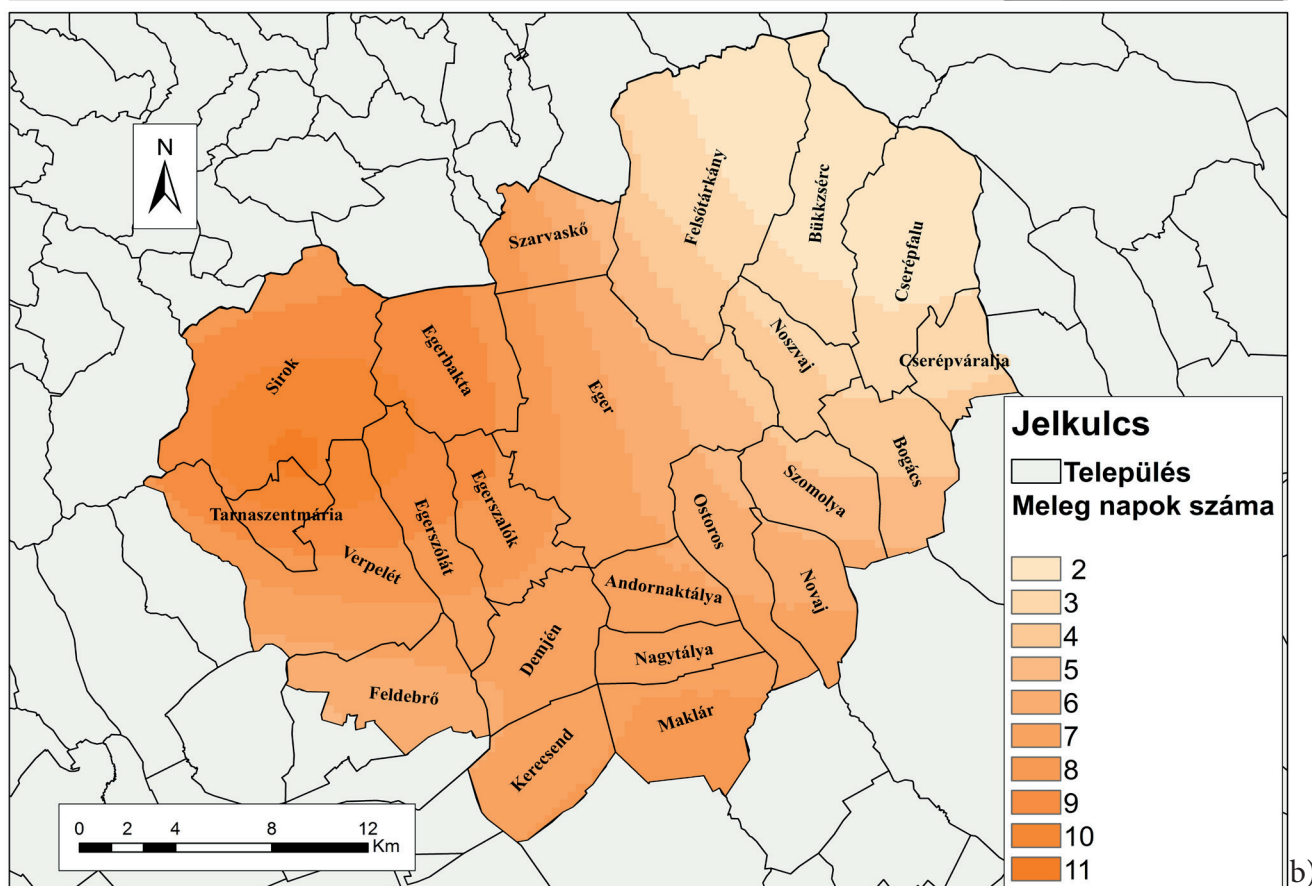 N
Felsőtárkány
Bükkzsérc
Cserépfalu
Szarvaskő
Noszvaj
Cserépváralja
Sirok
Egerbakta
Eger
Bogács
Szomolya
Ostoros
Egerszalók
Egerszólát
Tarnaszentmária
Verpelét
Andornaktálya
Novaj
Demjén
Nagytálya
Feldebrő
Maklár
Kerecsend
0 2 4 8 12
Km
Jelkulcs
Település
Meleg napok száma
2
3
4
5
6
7
8
9
10
11
b)